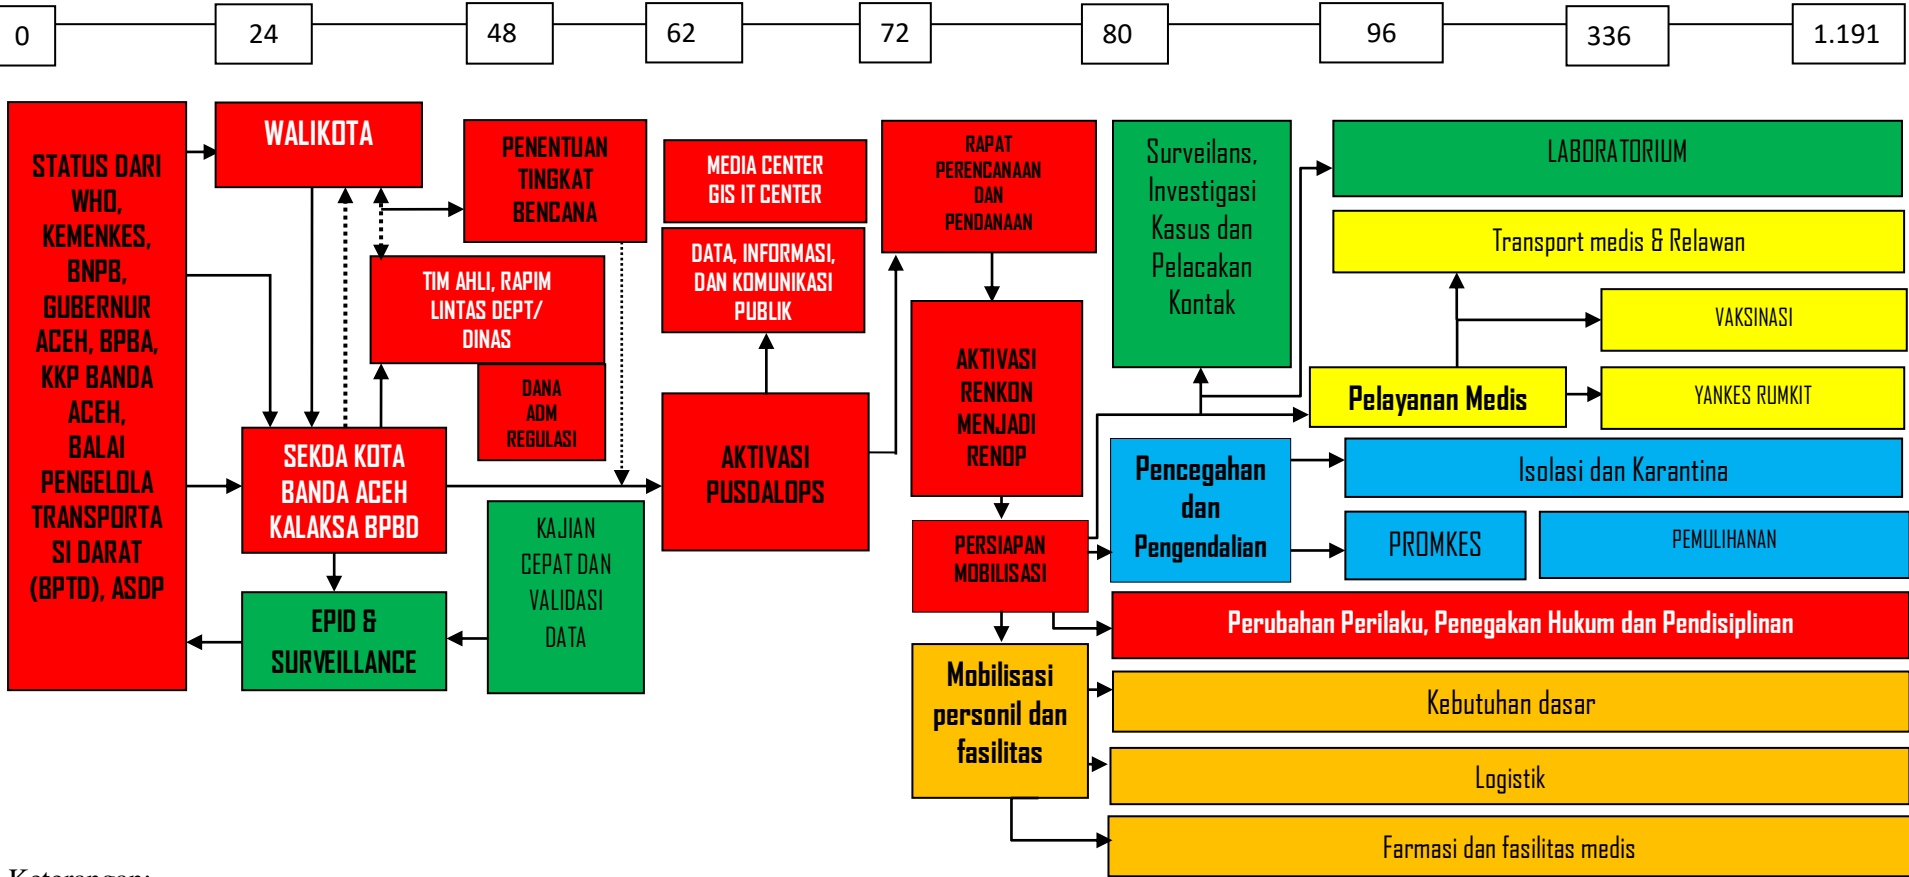 0
24
48
62
72
80
96
336
1.191
STATUS DARI
WHO,
KEMENKES,
BNPB,
GUBERNUR
ACEH, BPBA,
KKP BANDA
ACEH,
BALAI
PENGELOLA
TRANSPORTA
SI DARAT
(BPTD), ASDP
WALIKOTA
SEKDA KOTA
BANDA ACEH
KALAKSA BPBD
EPID &
SURVEILLANCE
PENENTUAN
TINGKAT
BENCANA
TIM AHLI, RAPIM
LINTAS DEPT/
DINAS
DANA
ADM
REGULASI
KAJIAN
CEPAT DAN
VALIDASI
DATA
MEDIA CENTER
GIS IT CENTER
DATA, INFORMASI,
DAN KOMUNIKASI
PUBLIK
AKTIVASI
PUSDALOPS
RAPAT
PERENCANAAN
DAN
PENDANAAN
AKTIVASI
RENKON
MENJADI
RENOP
PERSIAPAN
MOBILISASI
Mobilisasi
personil dan
fasilitas
Surveilans,
Investigasi
Kasus dan
Pelacakan
Kontak
LABORATORIUM
Transport medis & Relawan
VAKSINASI
Pelayanan Medis
YANKES RUMKIT
Pencegahan
dan
Pengendalian
Isolasi dan Karantina
PROMKES
PEMULIHANAN
Perubahan Perilaku, Penegakan Hukum dan Pendisiplinan
Kebutuhan dasar
Logistik
Farmasi dan fasilitas medis
Keterangan: